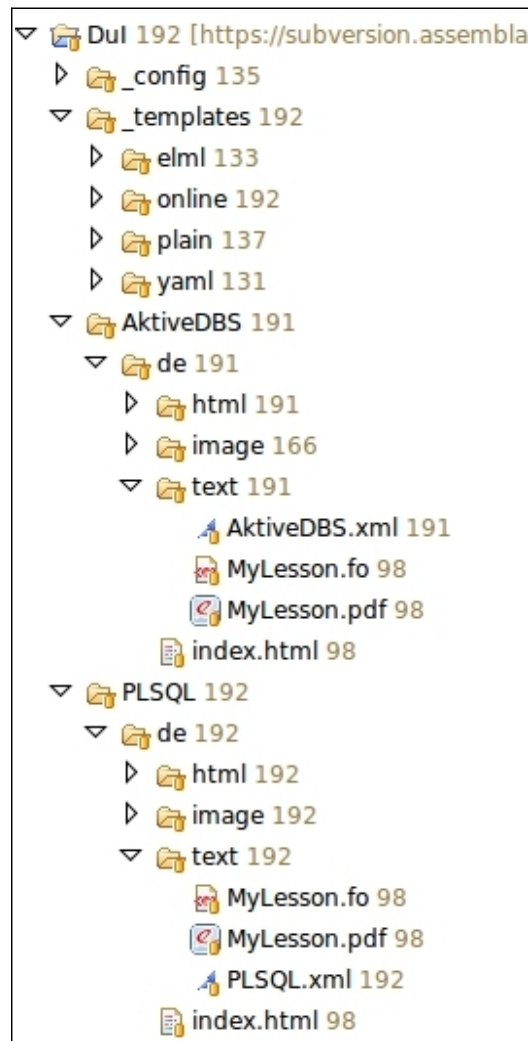 DuI 192 [https://subversion.assembla
_config 135
_templates 192
elml 133
online 192
plain 137
yaml 131
AktiveDBS 191
de 191
html 191
image 166
text 191
AktiveDBS.xml 191
MyLesson.fo 98
MyLesson.pdf 98
index.html 98
PLSQL 192
de 192
html 192
image 192
text 192
MyLesson.fo 98
MyLesson.pdf 98
PLSQL.xml 192
index.html 98